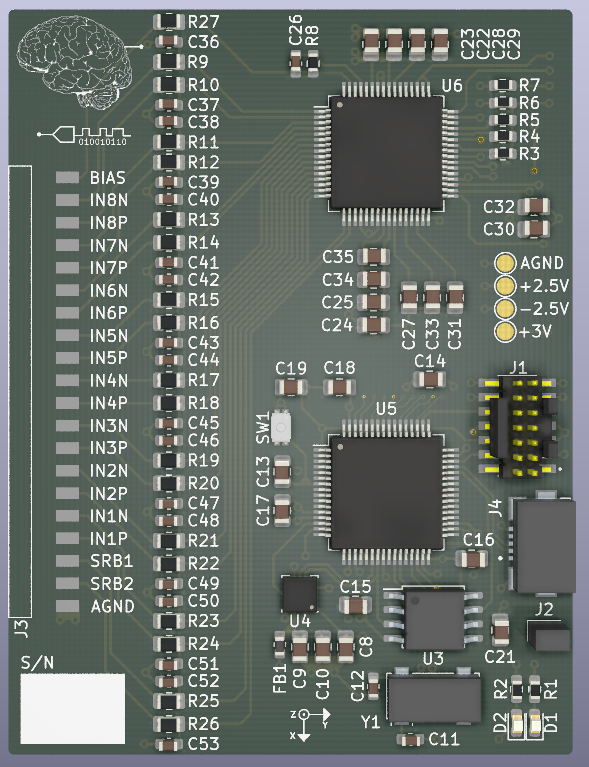 R27
C36
R9
R10
C37
C38
R11
R12
C39
C40
R13
R14
C41
C42
R15
R16
C43
C44
R17
R18
C45
C46
R19
R20
C47
C48
R21
R22
C49
C50
R23
R24
C51
C52
R25
R26
C53
010010110
BIAS
IN8N
IN8P
IN7N
IN7P
IN6N
IN6P
IN5N
IN5P
IN4N
IN4P
IN3N
IN3P
IN2N
IN2P
IN1N
IN1P
SRB1
SRB2
AGND
J3
S/N
C26
R8
C23
C22
C28
C29
U6
R7
R6
R5
R4
R3
C32
C30
AGND
+2.5V
-2.5V
+3V
C35
C34
C25
C24
C27
C33
C31
C14
C19
C18
J1
U5
SW1
C13
C17
J4
C16
U4
C15
U3
C21
J2
FB1
C9
C10
C8
C12
Y1
C11
Z
Y
X
R2
R1
D2
D1